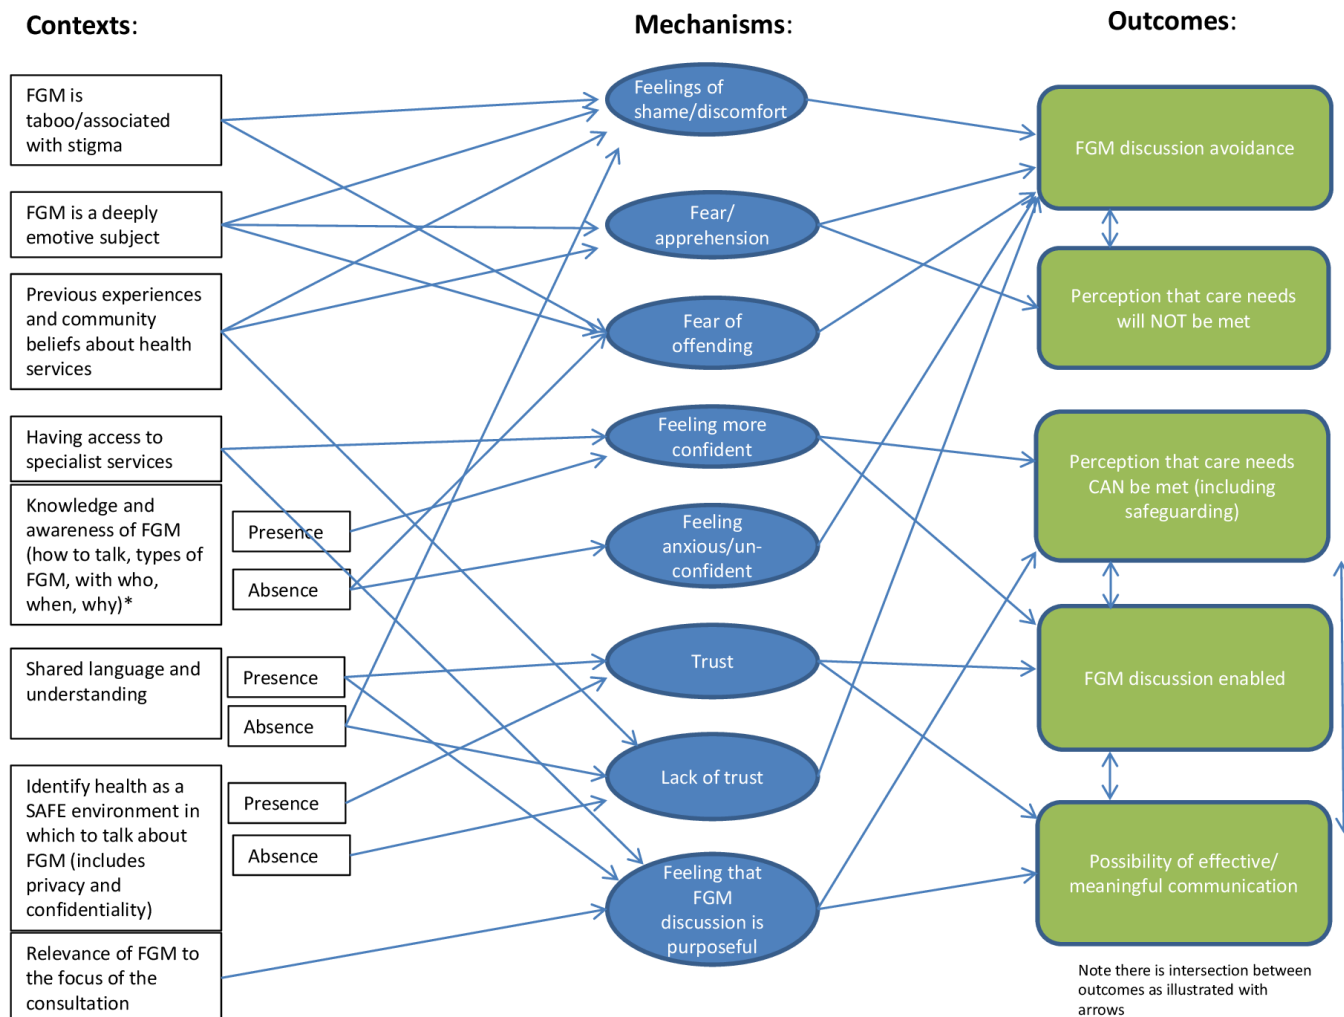 Contexts:
FGM is
taboo/associated
with stigma
FGM is a deeply
emotive subject
Previous experiences
and community
beliefs about health
services
Having access to
specialist services
Knowledge and
awareness of FGM
(how to talk, types of
FGM, with who,
when, why)*
Presence
Absence
Shared language and
understanding
Presence
Absence
Identify health as a
SAFE environment in
which to talk about
FGM (includes
privacy and
confidentiality)
Presence
Absence
Relevance of FGM to
the focus of the
consultation
Mechanisms:
Feelings of
shame/discomfort
Fear/
apprehension
Fear of
offending
Feeling more
confident
Feeling
anxious/un-
confident
Trust
Lack of trust
Feeling that
FGM
discussion is
purposeful
Outcomes:
FGM discussion avoidance
Perception that care needs
will NOT be met
Perception that care needs
CAN be met (including
safeguarding)
FGM discussion enabled
Possibility of effective/
meaningful communication
Note there is intersection between
outcomes as illustrated with
arrows